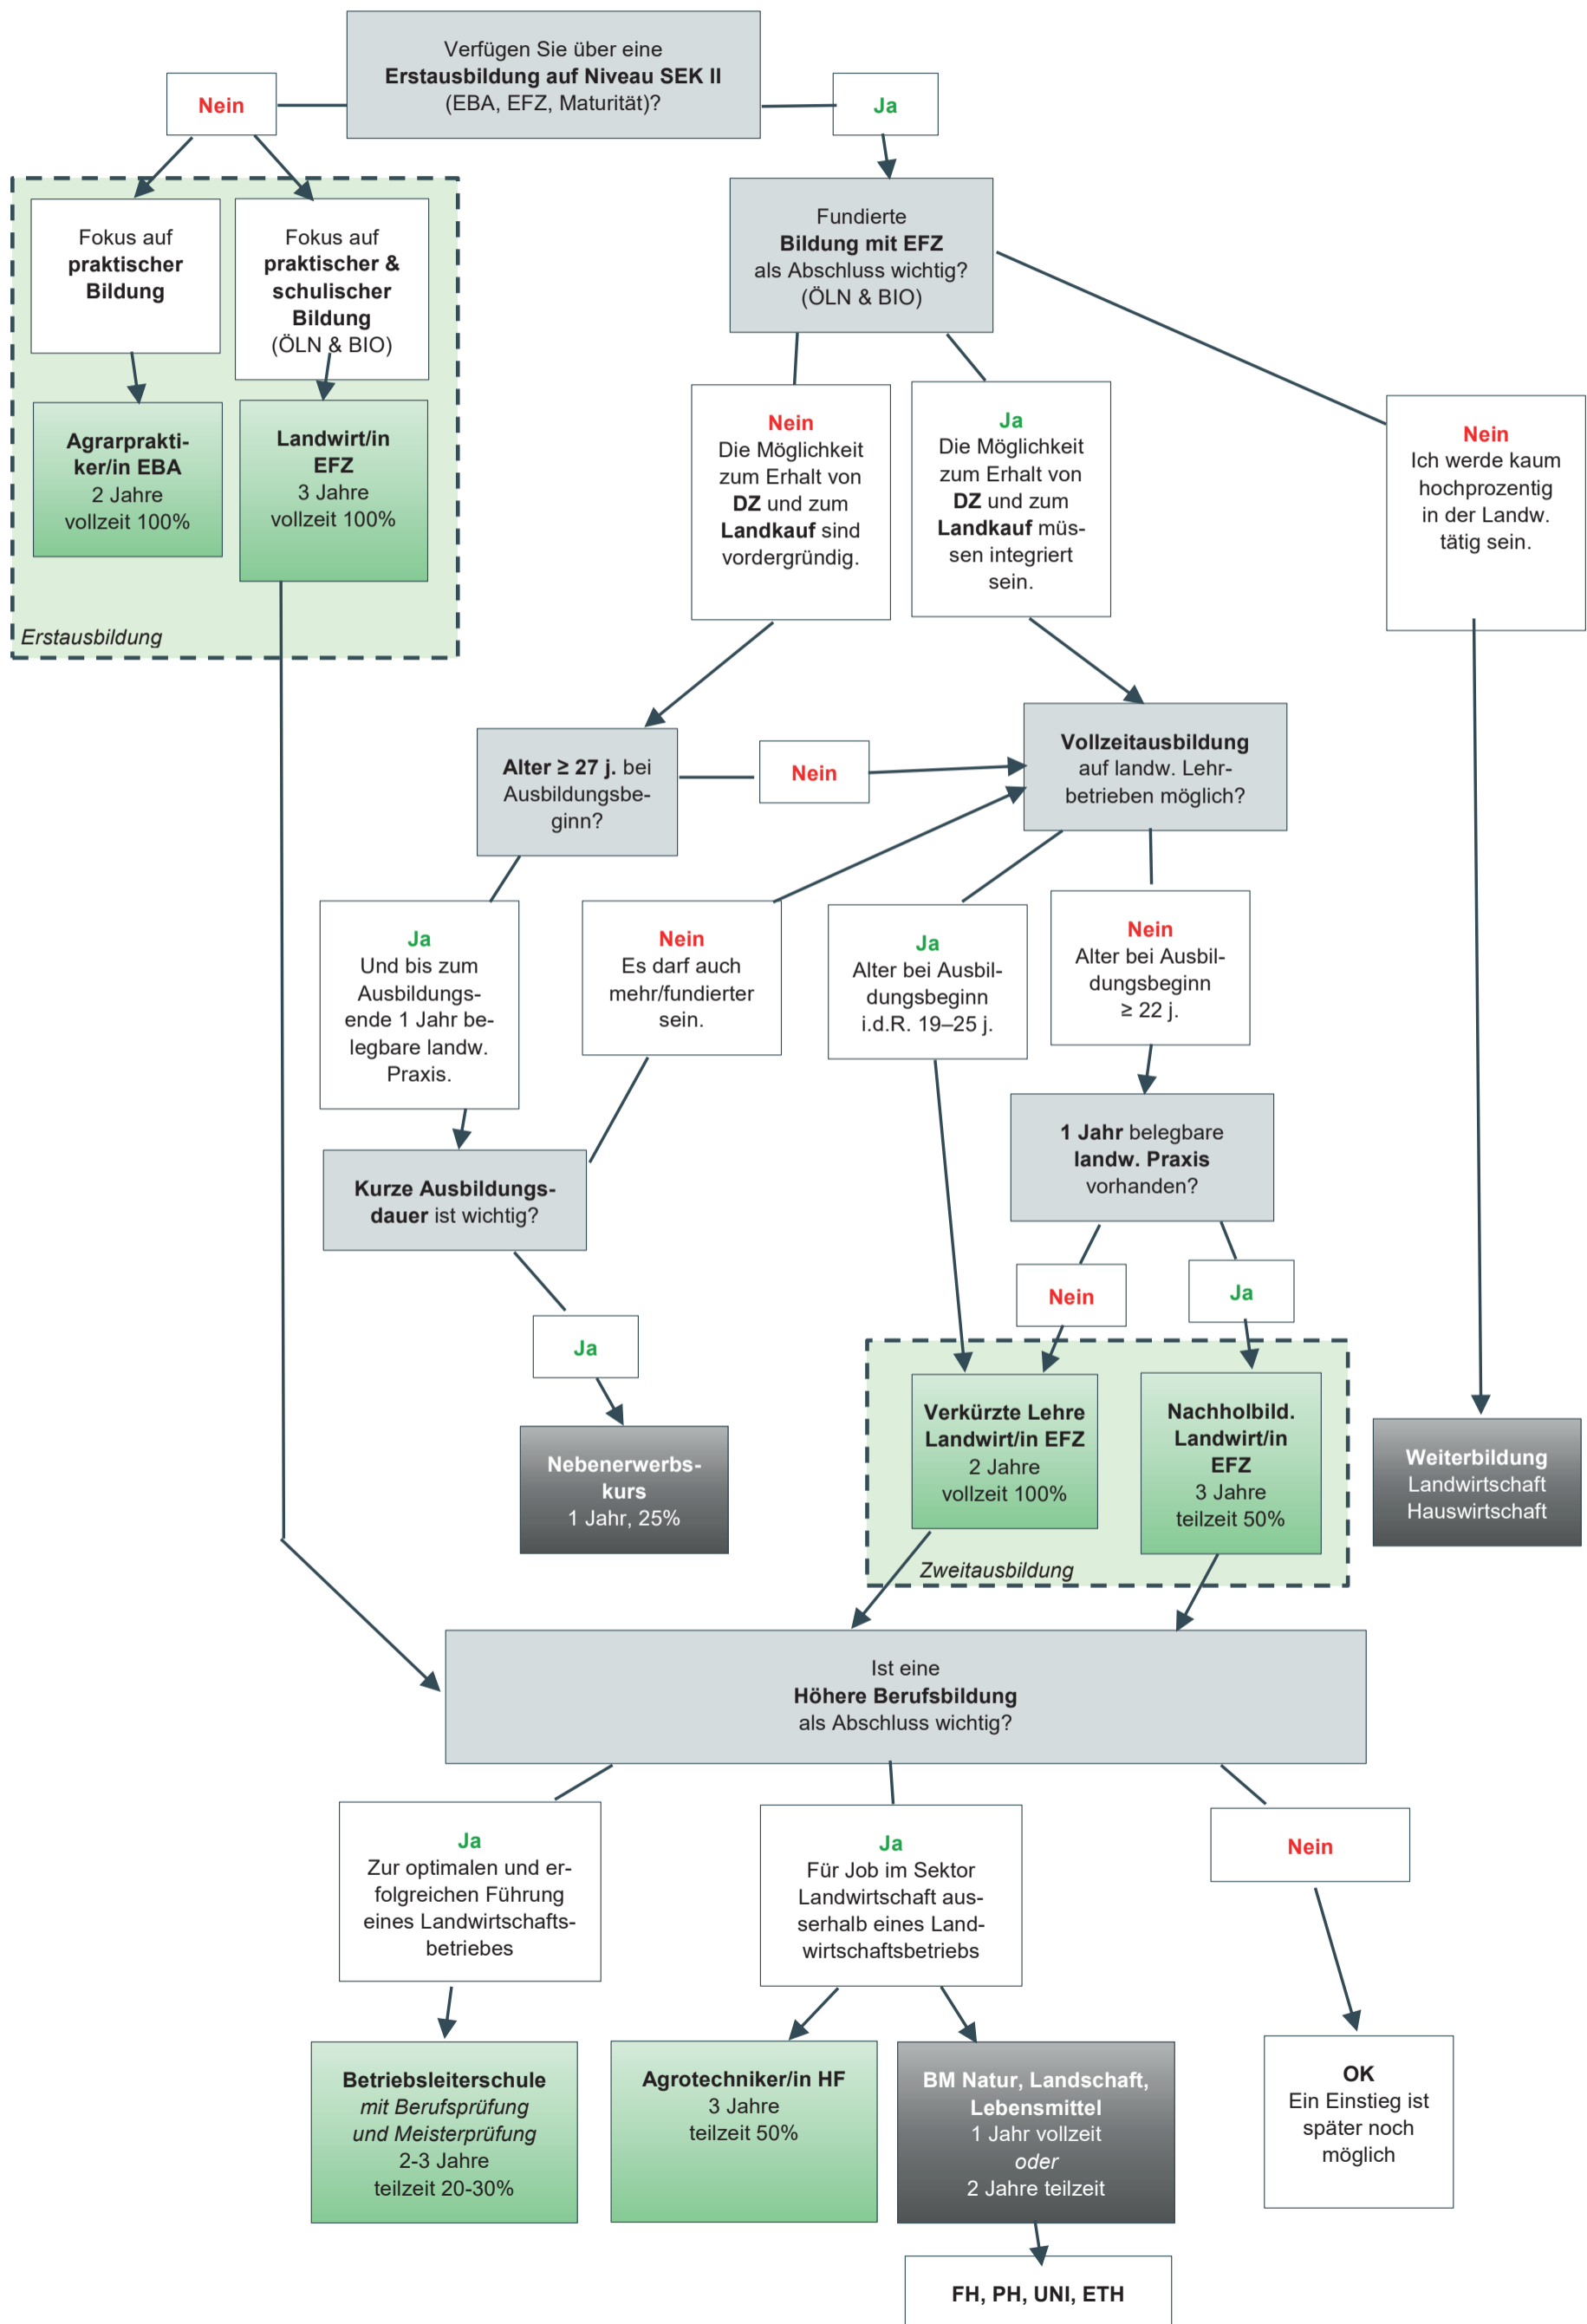 Verfügen Sie über eine
Erstausbildung auf Niveau SEK II
(EBA, EFZ, Maturität)?
Nein
Ja
Fokus auf
praktischer
Bildung
Fokus auf
praktischer &
schulischer
Bildung
(ÖLN & BIO)
Fundierte
Bildung mit EFZ
als Abschluss wichtig?
(ÖLN & BIO)
Agrarprakti-
ker/in EBA
2 Jahre
vollzeit 100%
Landwirt/in
EFZ
3 Jahre
vollzeit 100%
Erstausbildung
Nein
Die Möglichkeit
zum Erhalt von
DZ und zum
Landkauf sind
vordergründig.
Ja
Die Möglichkeit
zum Erhalt von
DZ und zum
Landkauf müs-
sen integriert
sein.
Nein
Ich werde kaum
hochprozentig
in der Landw.
tätig sein.
Alter ≥ 27 j. bei
Ausbildungsbe-
ginn?
Nein
Vollzeitausbildung
auf landw. Lehr-
betrieben möglich?
Ja
Und bis zum
Ausbildungs-
ende 1 Jahr be-
legbare landw.
Praxis.
Nein
Es darf auch
mehr/fundierter
sein.
Ja
Alter bei Ausbil-
dungsbeginn
i.d.R. 19–25 j.
Nein
Alter bei Ausbil-
dungsbeginn
≥ 22 j.
Kurze Ausbildungs-
dauer ist wichtig?
1 Jahr belegbare
landw. Praxis
vorhanden?
Nein
Ja
Ja
Nebenerwerbs-
kurs
1 Jahr, 25%
Verkürzte Lehre
Landwirt/in EFZ
2 Jahre
vollzeit 100%
Nachholbild.
Landwirt/in
EFZ
3 Jahre
teilzeit 50%
Zweitausbildung
Weiterbildung
Landwirtschaft
Hauswirtschaft
Ist eine
Höhere Berufsbildung
als Abschluss wichtig?
Ja
Zur optimalen und er-
folgreichen Führung
eines Landwirtschafts-
betriebes
Ja
Für Job im Sektor
Landwirtschaft aus-
serhalb eines Land-
wirtschaftsbetriebs
Nein
Betriebsleiterschule
mit Berufsprüfung
und Meisterprüfung
2-3 Jahre
teilzeit 20-30%
Agrotechniker/in HF
3 Jahre
teilzeit 50%
BM Natur, Landschaft,
Lebensmittel
1 Jahr vollzeit
oder
2 Jahre teilzeit
OK
Ein Einstieg ist
später noch
möglich
FH, PH, UNI, ETH